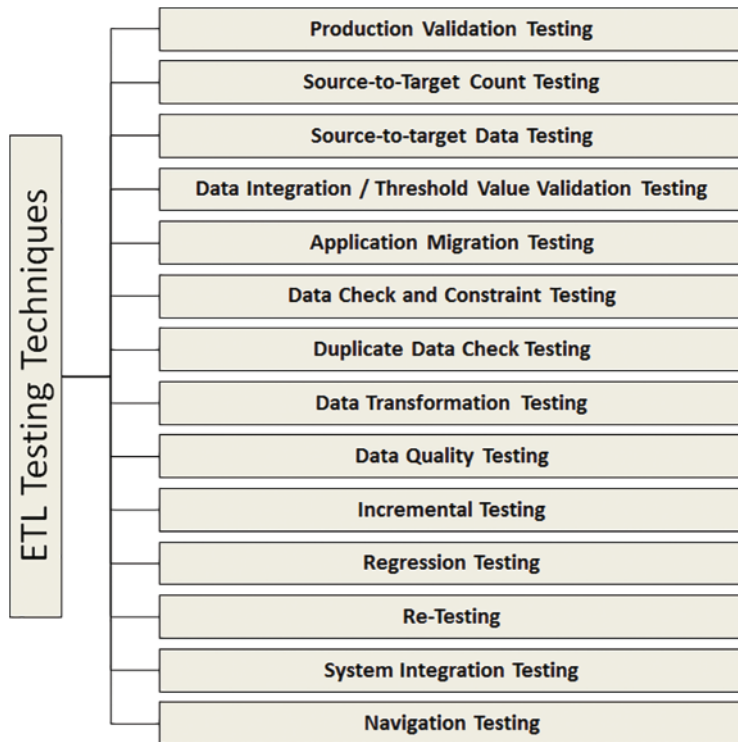 ETL Testing Techniques
Production Validation Testing
Source-to-Target Count Testing
Source-to-target Data Testing
Data Integration / Threshold Value Validation Testing
Application Migration Testing
Data Check and Constraint Testing
Duplicate Data Check Testing
Data Transformation Testing
Data Quality Testing
Incremental Testing
Regression Testing
Re-Testing
System Integration Testing
Navigation Testing